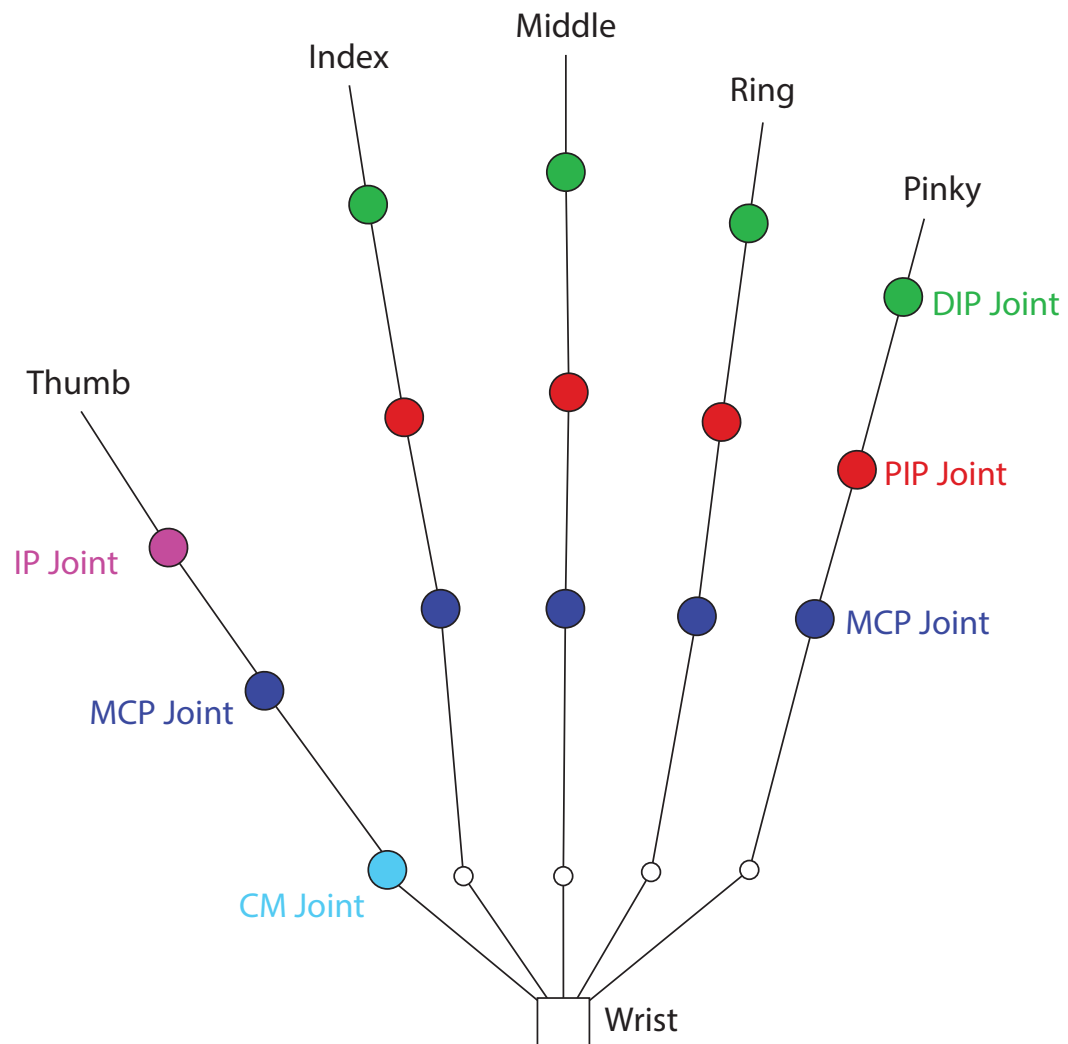 Middle
Index
Ring
Pinky
DIP Joint
Thumb
PIP Joint
IP Joint
MCP Joint
MCP Joint
CM Joint
Wrist